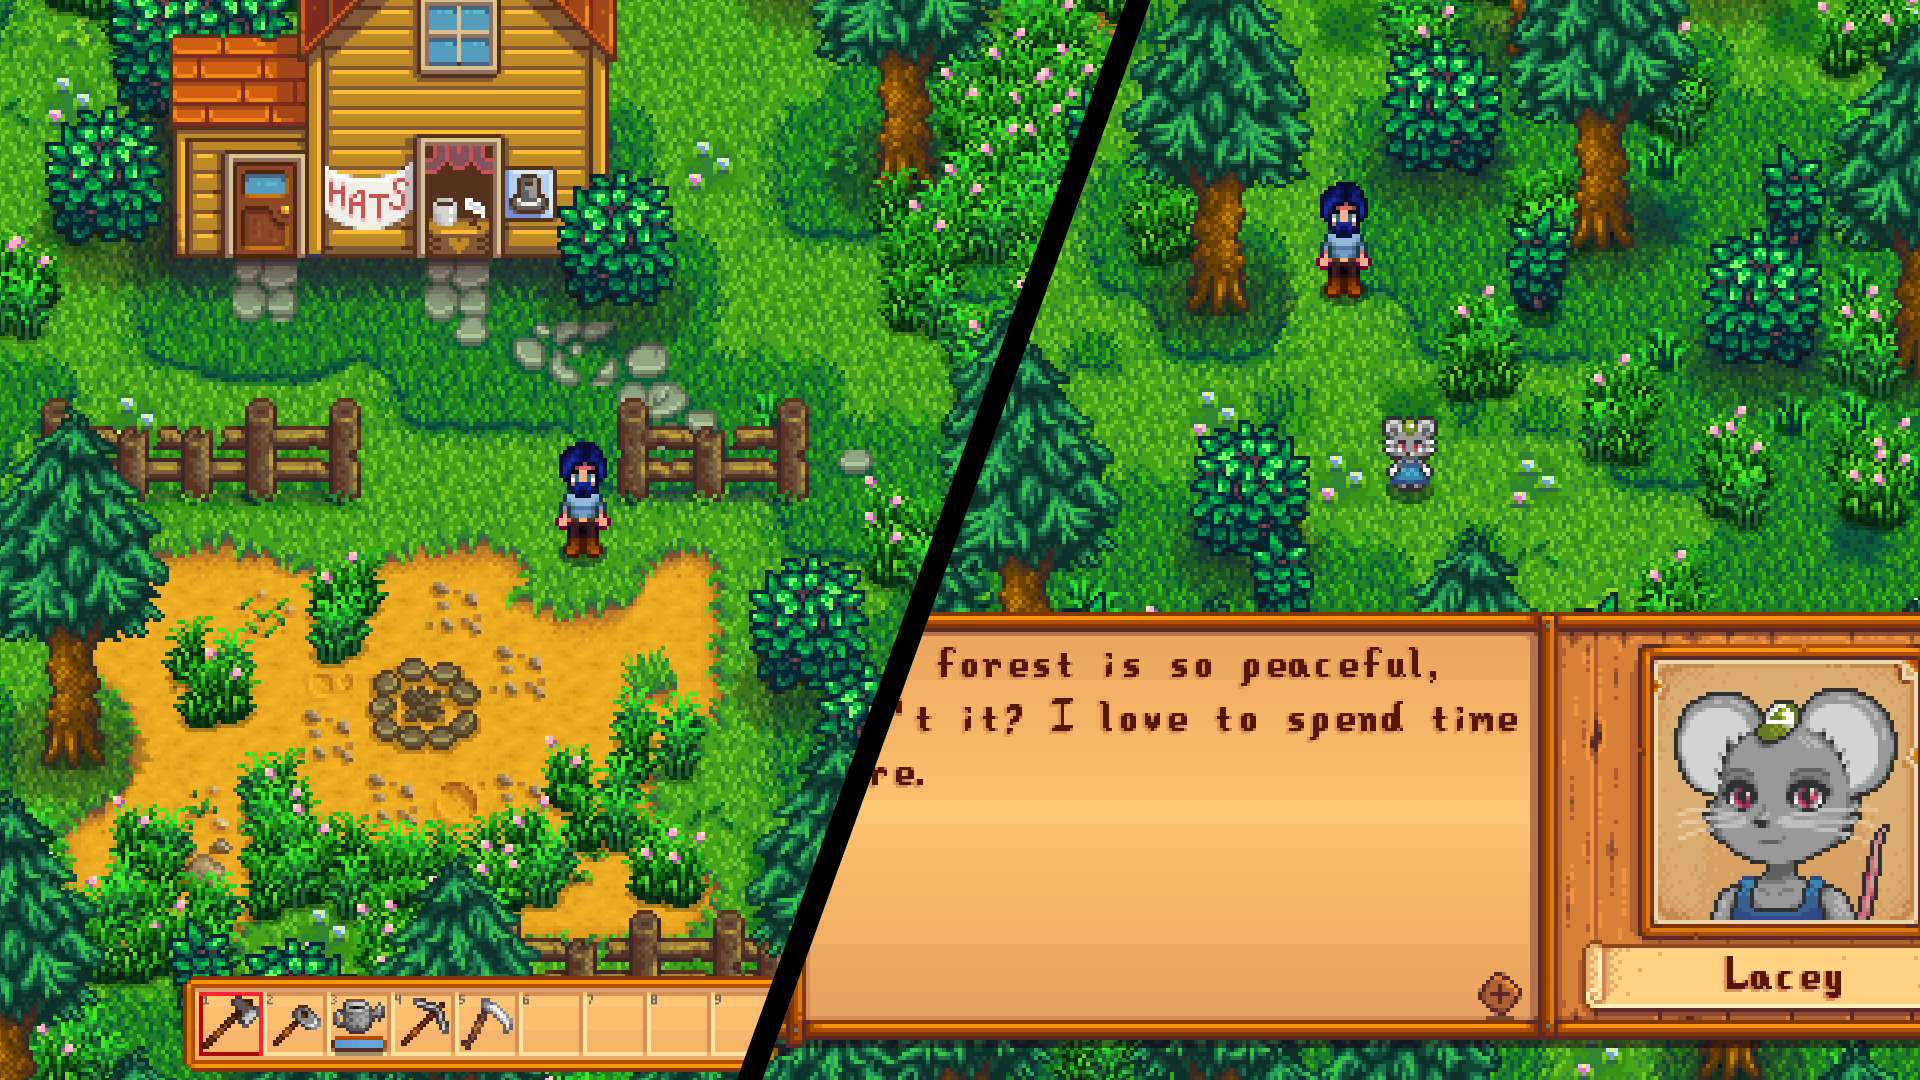 HATS
forest is so peaceful,
't it? I love to spend time
re.
Lacey
1 2 3 4 5 6 7 8 9